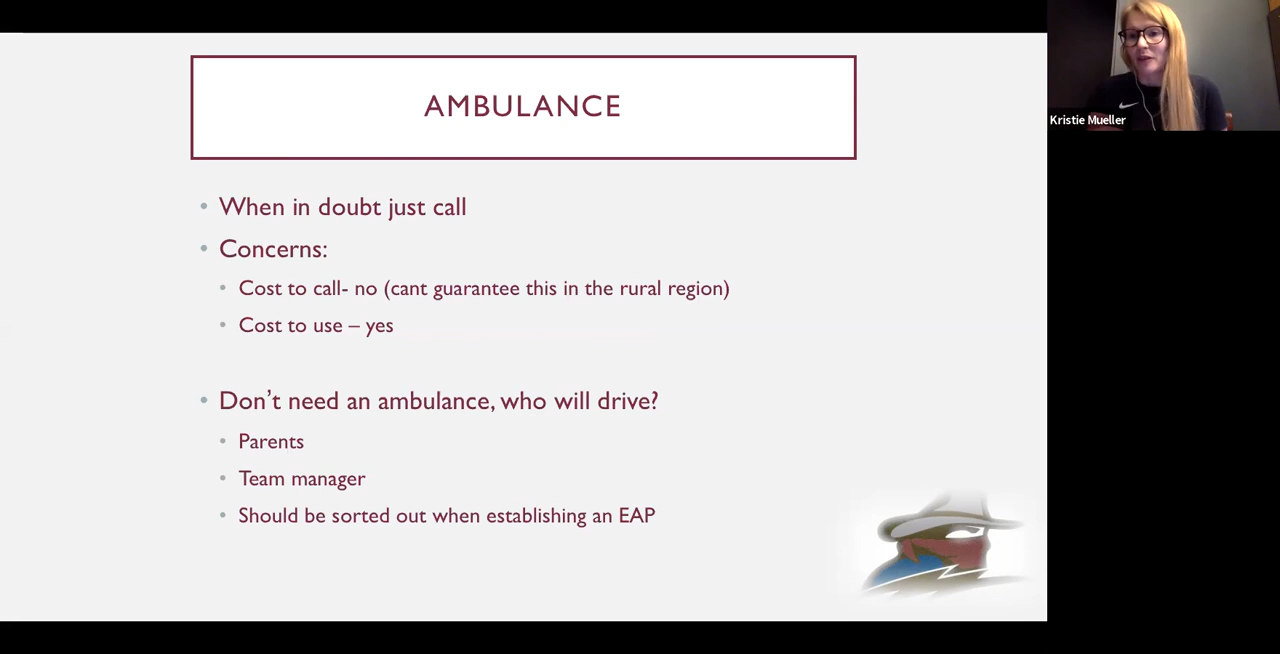 AMBULANCE
Kristie Mueller
• When in doubt just call
• Concerns:
• Cost to call- no (cant guarantee this in the rural region)
• Cost to use – yes
• Don’t need an ambulance, who will drive?
• Parents
• Team manager
• Should be sorted out when establishing an EAP